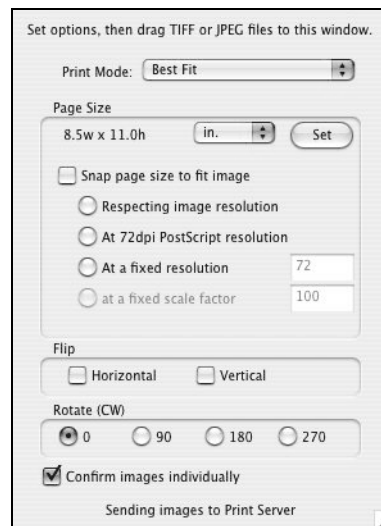 Set options, then drag TIFF or JPEG files to this window.
Print Mode: Best Fit
Page Size
8.5w x 11.0h in. Set
Snap page size to fit image
Respecting image resolution
At 72dpi PostScript resolution
At a fixed resolution 72
at a fixed scale factor 100
Flip
Horizontal Vertical
Rotate (CW)
0 90 180 270
Confirm images individually
Sending images to Print Server